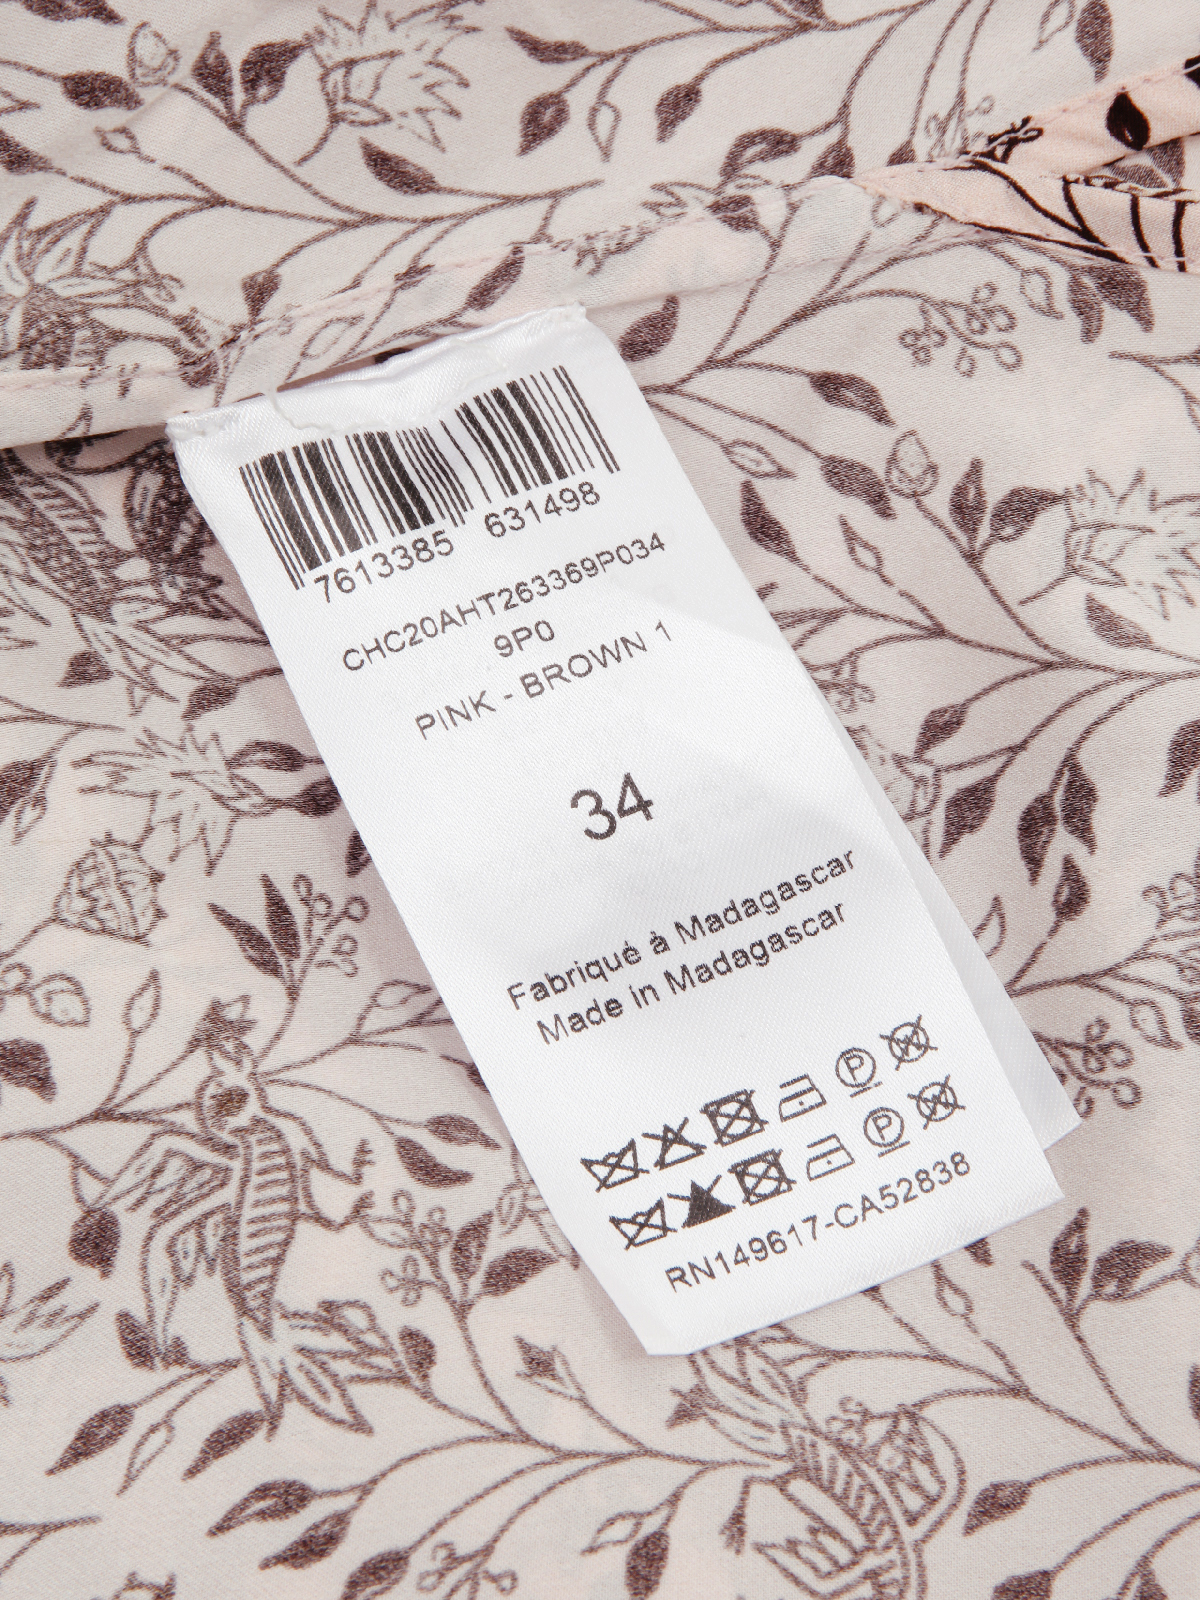 7613385 631498
CHC20AHT263369P034
9P0
PINK - BROWN 1
34
Fabriqué à Madagascar
Made in Madagascar
P
P
RN149617-CA52838